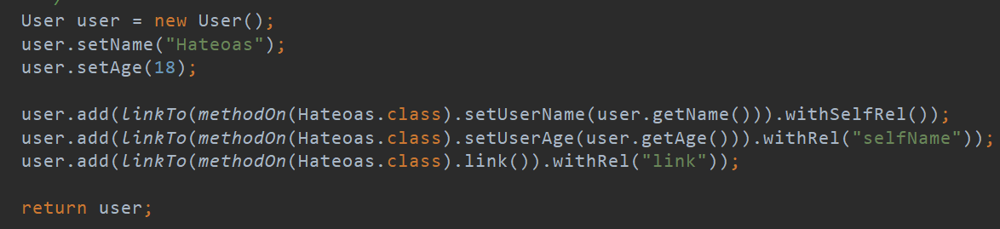 User user = new User();
user.setName("Hateoas");
user.setAge(18);
user.add(linkTo(methodOn(Hateoas.class).setUserName(user.getName())).withSelfRel());
user.add(linkTo(methodOn(Hateoas.class).setUserAge(user.getAge())).withRel("selfName"));
user.add(linkTo(methodOn(Hateoas.class).link()).withRel("link"));
return user;